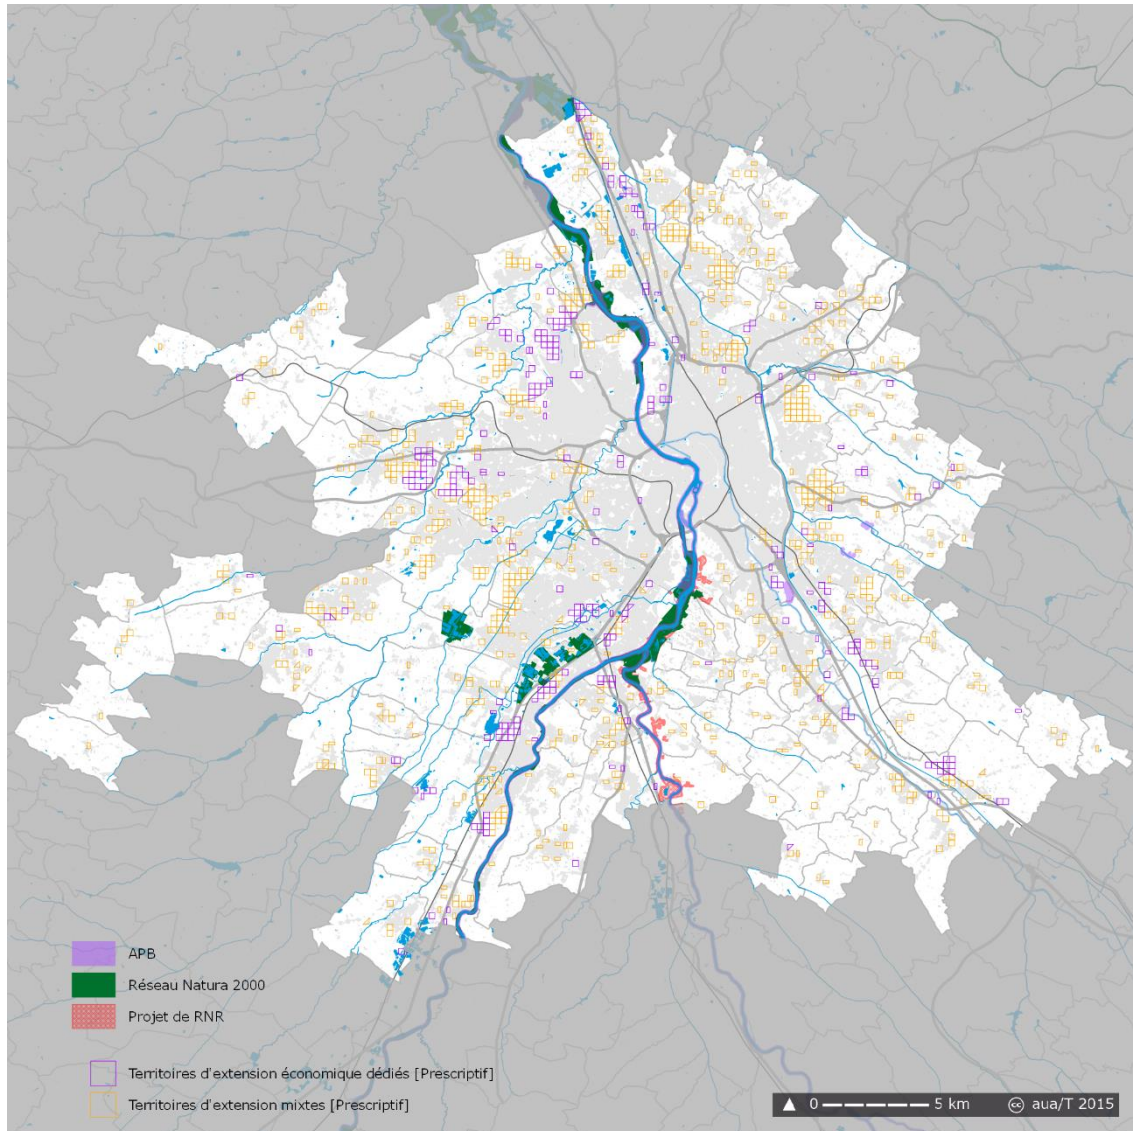 APB
Réseau Natura 2000
Projet de RNR
Territoires d'extension économique dédiés [Prescriptif]
Territoires d'extension mixtes [Prescriptif]
0 5 km cc aua/T 2015